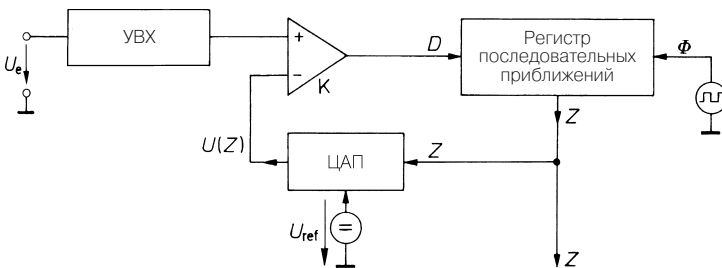 УВХ
U_e
+
−
K
D
Регистр
последовательных
приближений
Φ
Z
U(Z)
ЦАП
Z
U_ref
=
Z